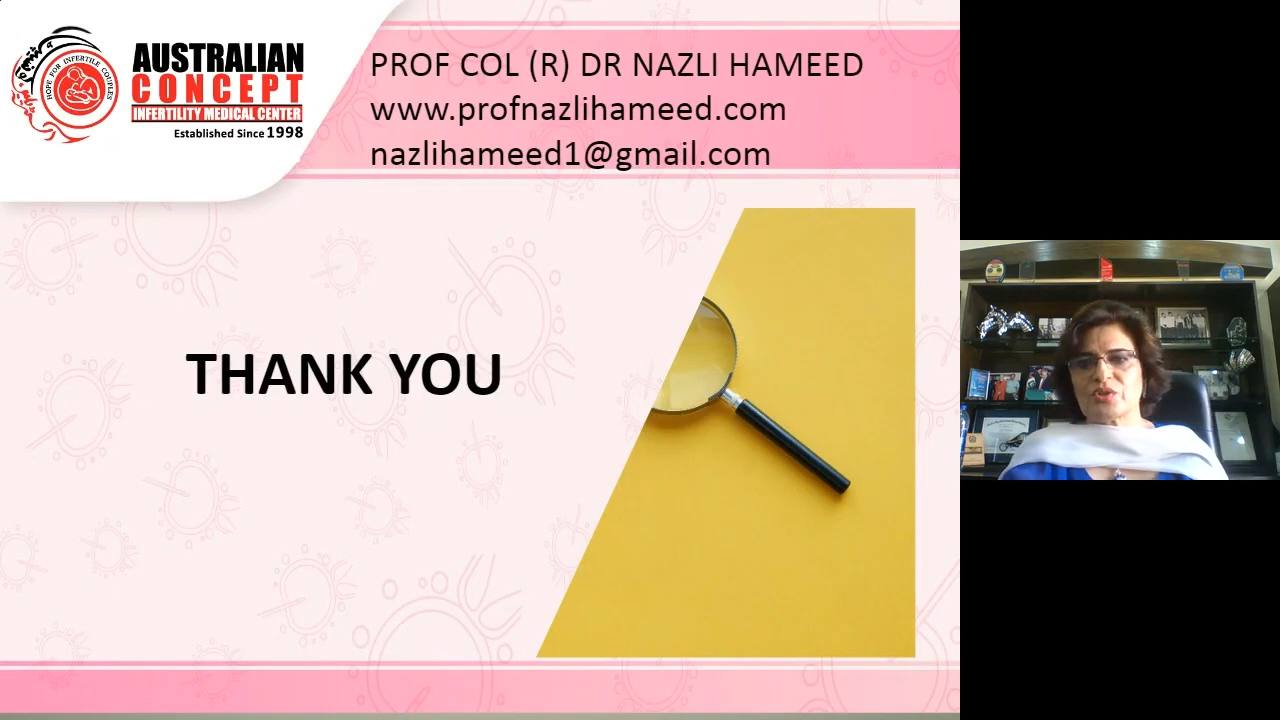 HOPE FOR INFERTILE COUPLES
AUSTRALIAN
CONCEPT
INFERTILITY MEDICAL CENTER
Established Since 1998
PROF COL (R) DR NAZLI HAMEED
www.profnazlihameed.com
nazlihameed1@gmail.com
THANK YOU